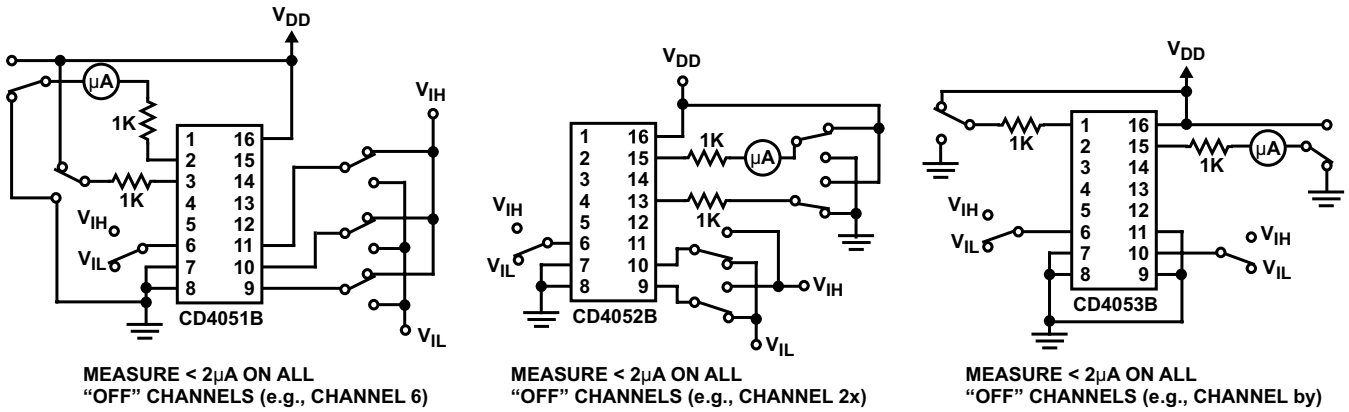 VDD
µA
1K
1K
VIH
VIL
1
2
3
4
5
6
7
8
16
15
14
13
12
11
10
9
CD4051B
VIH
VIL
MEASURE < 2µA ON ALL
“OFF” CHANNELS (e.g., CHANNEL 6)
VDD
1
2
3
4
5
6
7
8
16
15
14
13
12
11
10
9
CD4052B
1K
µA
1K
VIH
VIL
VIH
VIL
MEASURE < 2µA ON ALL
“OFF” CHANNELS (e.g., CHANNEL 2x)
VDD
1K
1
2
3
4
5
6
7
8
16
15
14
13
12
11
10
9
CD4053B
1K
µA
VIH
VIL
VIH
VIL
MEASURE < 2µA ON ALL
“OFF” CHANNELS (e.g., CHANNEL by)